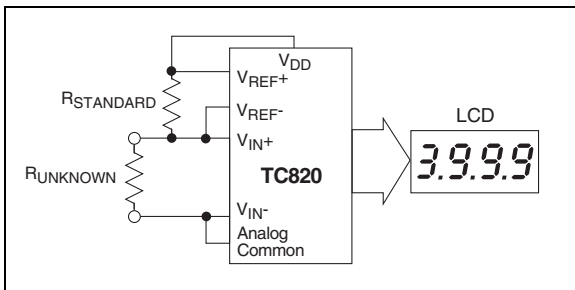 VDD
VREF+
RSTANDARD
VREF-
LCD
VIN+
3.9.9.9
RUNKNOWN
TC820
VIN-
Analog
Common